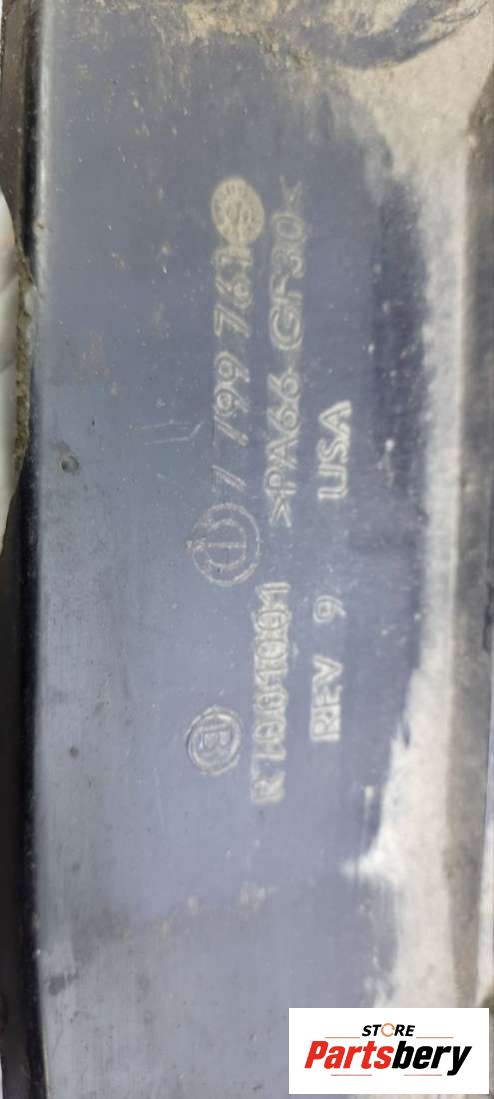 7 799 761
>PA66-GF30<
B
REV 9 USA
STORE
Partsbery